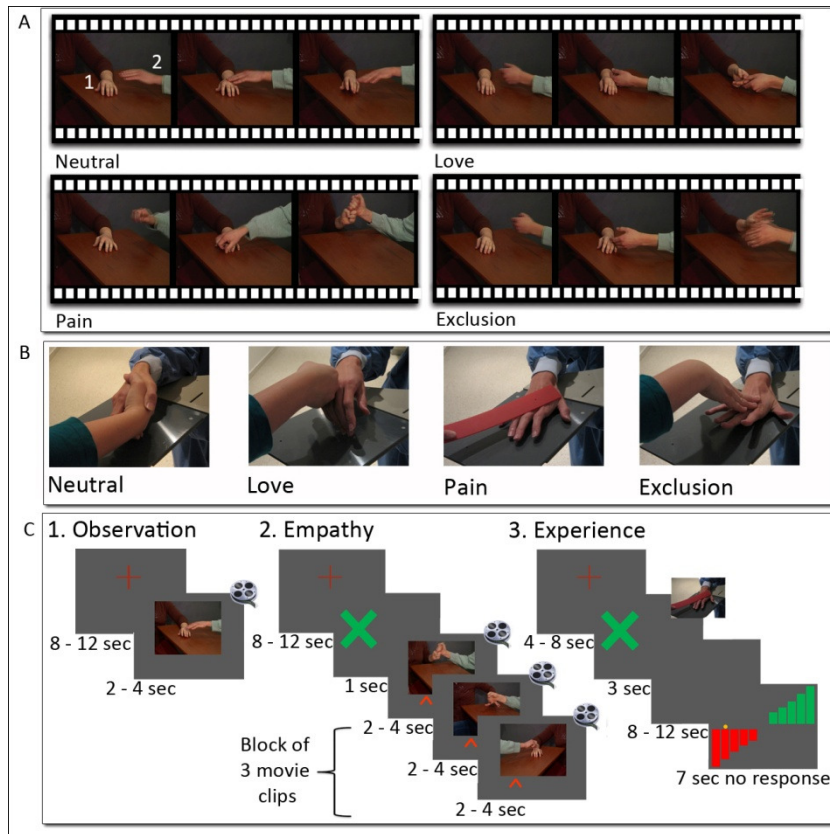 A
1
2
Neutral
Love
Pain
Exclusion
B
Neutral
Love
Pain
Exclusion
C
1. Observation
2. Empathy
3. Experience
8 - 12 sec
2 - 4 sec
8 - 12 sec
1 sec
2 - 4 sec
2 - 4 sec
2 - 4 sec
Block of
3 movie
clips
4 - 8 sec
3 sec
8 - 12 sec
7 sec no response